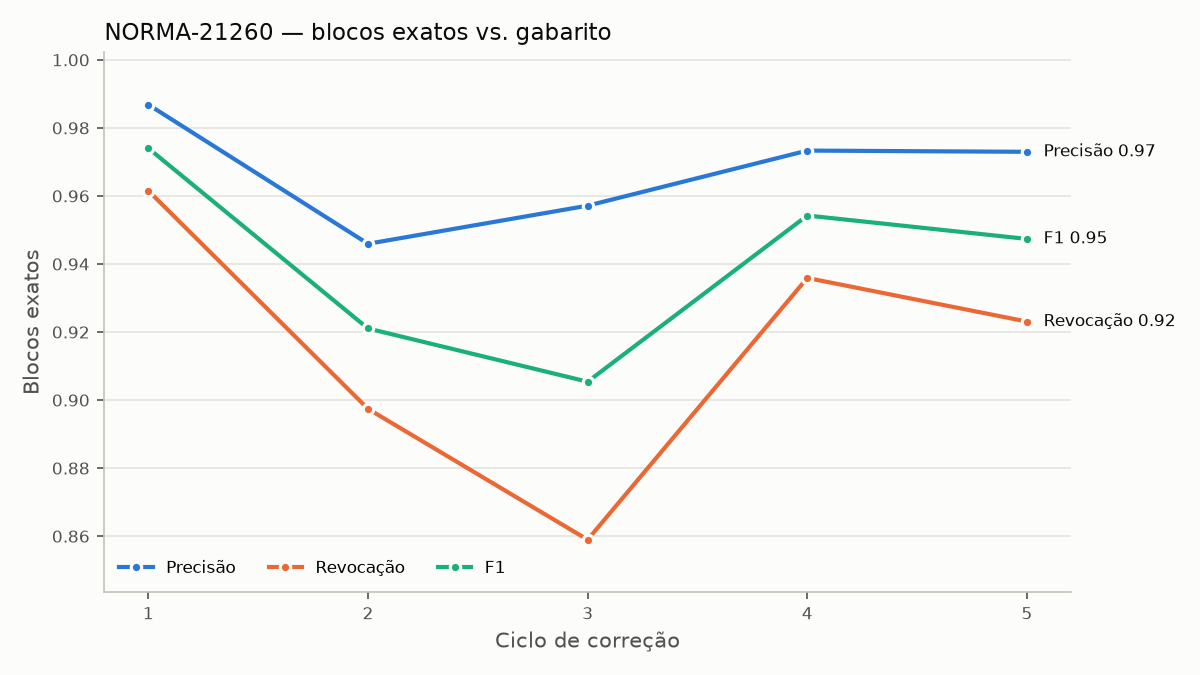 NORMA-21260 — blocos exatos vs. gabarito
Blocos exatos
1.00
0.98
0.96
0.94
0.92
0.90
0.88
0.86
Precisão 0.97
F1 0.95
Revocação 0.92
Precisão Revocação F1
1 2 3 4 5
Ciclo de correção